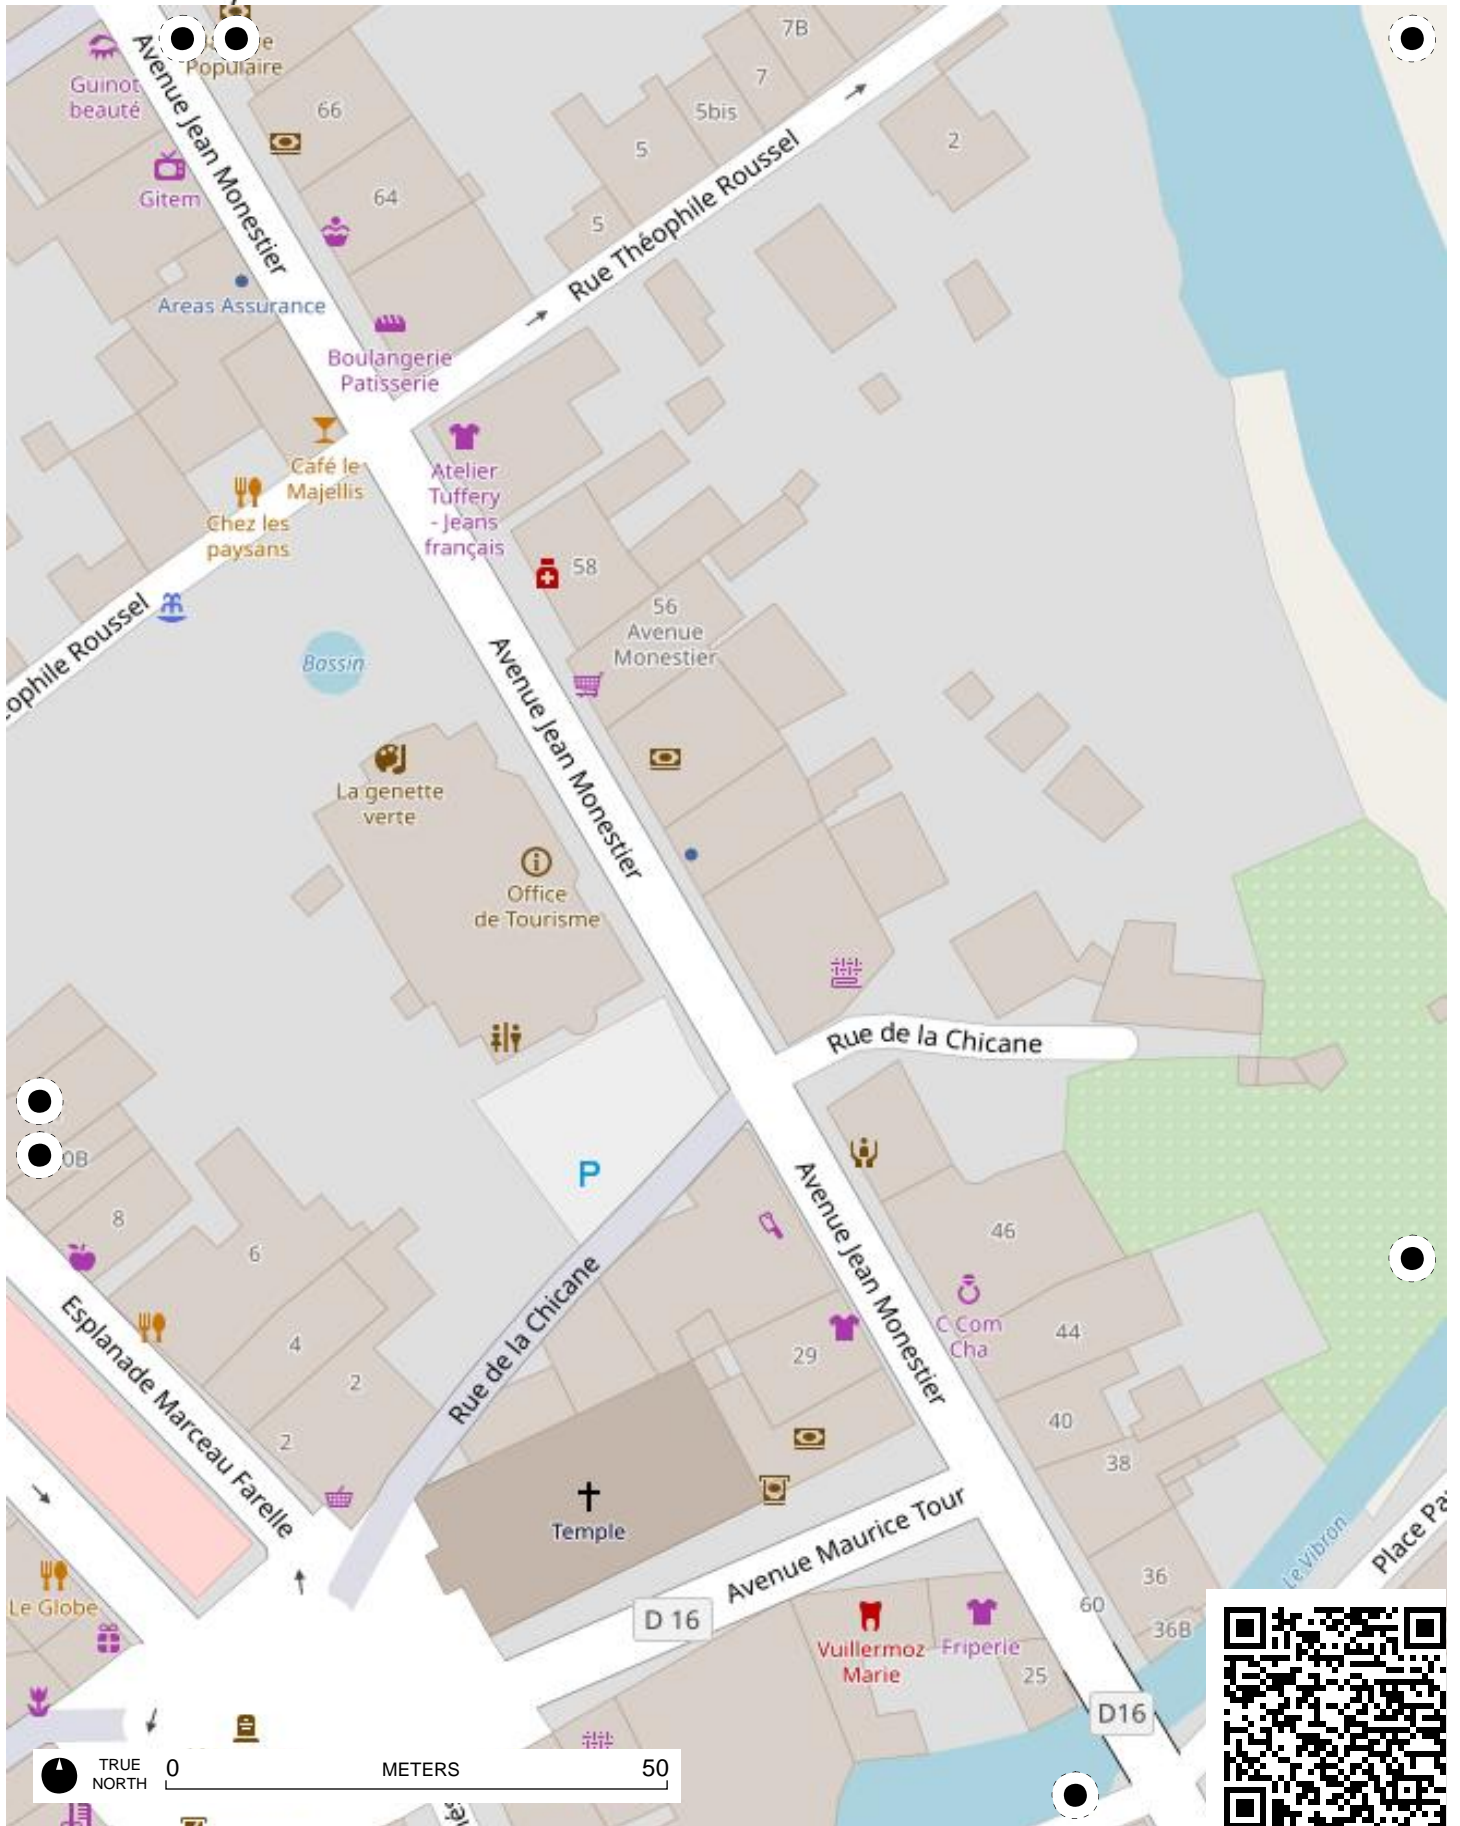 Avenue Jean Monestier
Populaire
7B
Guinot
beauté
66
7
5bis
5
2
Gitem
64
5
Rue Théophile Roussel
Areas Assurance
Boulangerie
Patisserie
Café le
Majellis
Atelier
Tuffery
- Jeans
français
Chez les
paysans
58
56
Avenue
Monestier
Bassin
Avenue Jean Monestier
La genette
verte
Office
de Tourisme
Rue de la Chicane
0B
P
8
6
46
Avenue Jean Monestier
Rue de la Chicane
Esplanade Marceau Farelle
C Com
Cha
4
44
29
2
40
2
38
Temple
Avenue Maurice Tour
Le Vibron
Le Globe
36
60
D 16
36B
Vuillermoz
Marie
Friperie
25
D16
TRUE
NORTH
0 METERS 50